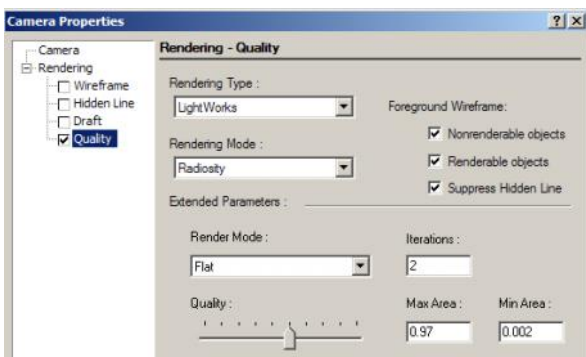 Camera Properties
Camera
Rendering
Wireframe
Hidden Line
Draft
Quality
Rendering - Quality
Rendering Type :
LightWorks
Rendering Mode :
Radiosity
Foreground Wireframe:
Nonrenderable objects
Renderable objects
Suppress Hidden Line
Extended Parameters :
Render Mode :
Flat
Iterations :
2
Quality :
Max Area :
0.97
Min Area :
0.002